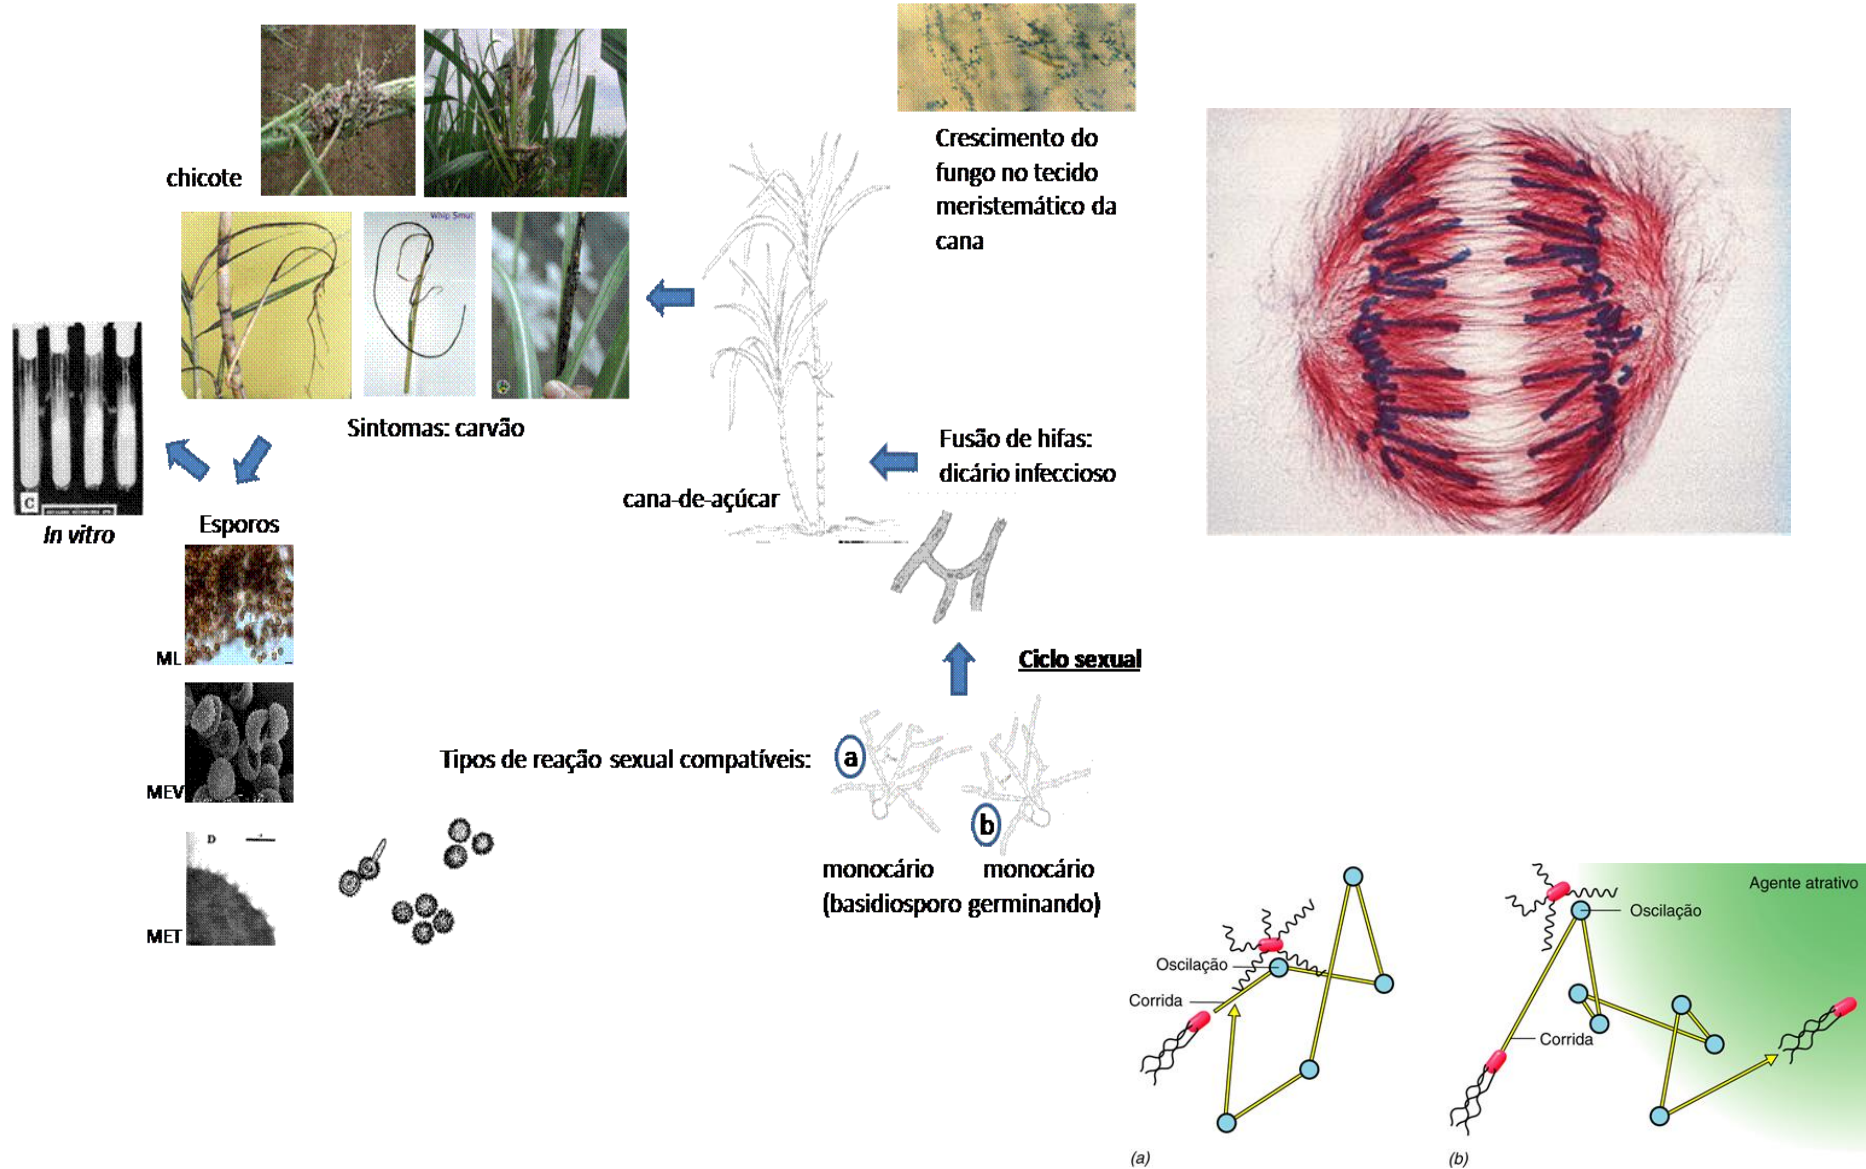 Crescimento do
fungo no tecido
meristemático da
cana
chicote
Whip Smut
Sintomas: carvão
C
In vitro
Esporos
cana-de-açúcar
Fusão de hifas:
dicário infeccioso
Ciclo sexual
ML
MEV
MET
D
Tipos de reação sexual compatíveis:
a
b
monocário monocário
(basidiosporo germinando)
Oscilação
Corrida
(a)
Agente atrativo
Oscilação
Corrida
(b)